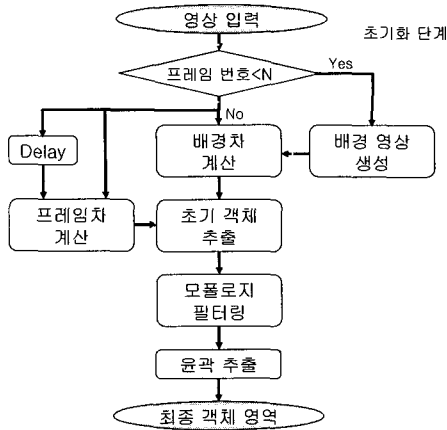 영상 입력
초기화 단계
프레임 번호<N
Yes
No
Delay
배경차
계산
배경 영상
생성
프레임차
계산
초기 객체
추출
모폴로지
필터링
윤곽 추출
최종 객체 영역